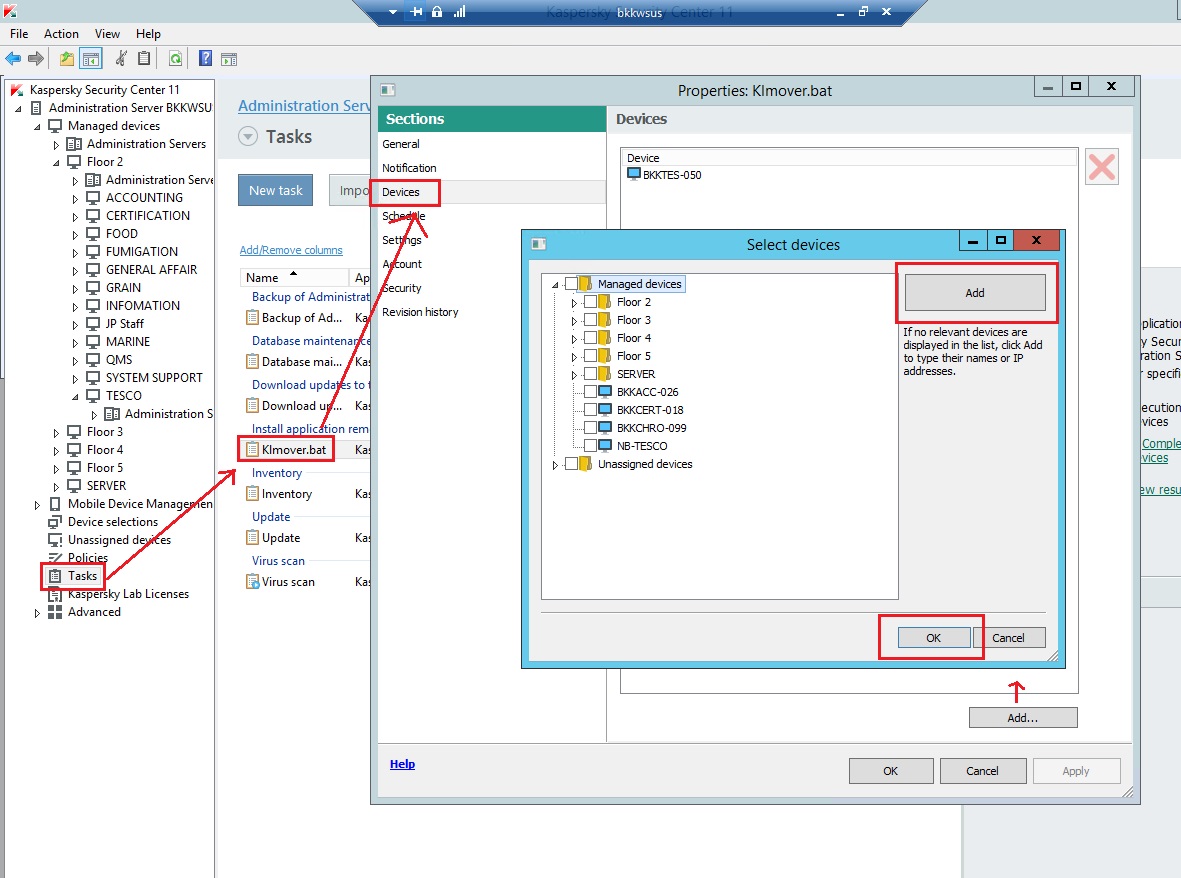 Kaspersky Security Center 11
bkkwsus
File Action View Help
Kaspersky Security Center 11
Administration Server BKKWSU
Managed devices
Administration Servers
Floor 2
Administration Serve
ACCOUNTING
CERTIFICATION
FOOD
FUMIGATION
GENERAL AFFAIR
GRAIN
INFOMATION
JP Staff
MARINE
QMS
SYSTEM SUPPORT
TESCO
Administration S
Floor 3
Floor 4
Floor 5
SERVER
Mobile Device Managemen
Device selections
Unassigned devices
Policies
Tasks
Kaspersky Lab Licenses
Advanced
Administration Serv
Tasks
New task
Impo
Add/Remove columns
Name Ap
Backup of Administrat
Backup of Ad... Kas
Database maintenance
Database mai... Kas
Download updates to t
Download up... Kas
Install application rem
Klmover.bat Kas
Inventory
Inventory Kas
Update
Update Kas
Virus scan
Virus scan Kas
Properties: Klmover.bat
Sections
General
Notification
Devices
Schedule
Settings
Account
Security
Revision history
Devices
Device
BKKTES-050
Select devices
Managed devices
Floor 2
Floor 3
Floor 4
Floor 5
SERVER
BKKACC-026
BKKCERT-018
BKKCHRO-099
NB-TESCO
Unassigned devices
Add
If no relevant devices are
displayed in the list, click Add
to type their names or IP
addresses.
OK Cancel
Add...
Help
OK Cancel Apply
plication
y Secur
ration S
r specifi
ecution
vices
Comple
evices
ew resu